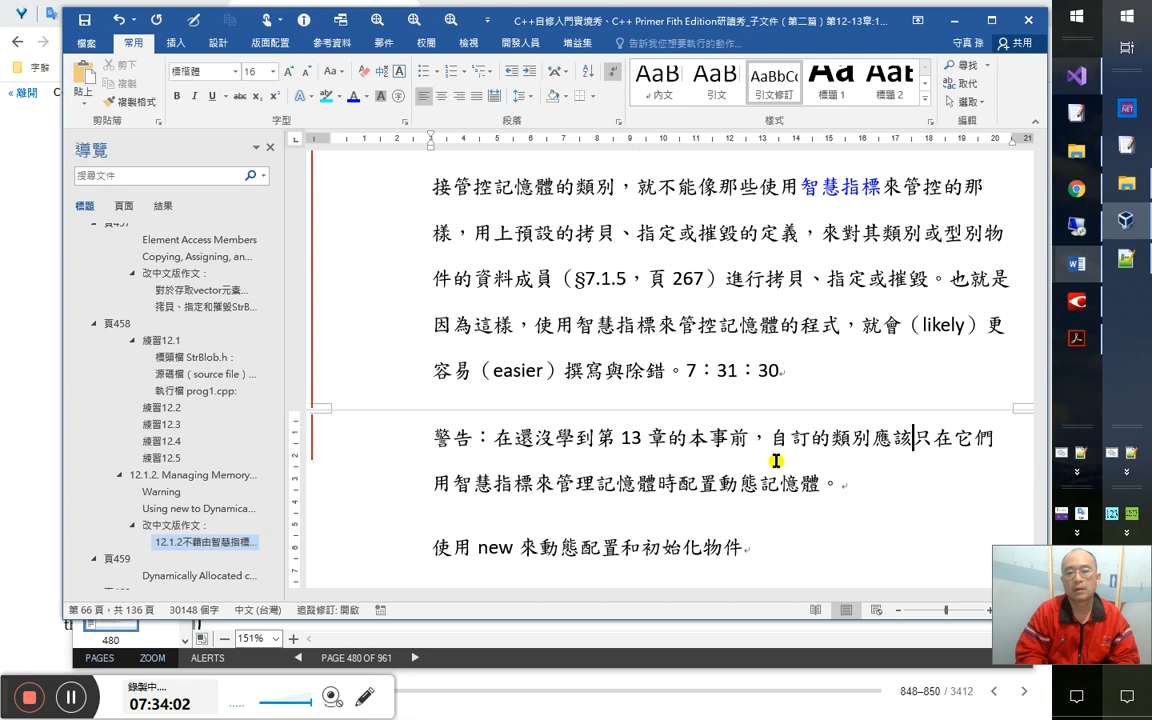 C++自修入門實境秀、C++ Primer Fith Edition研讀秀_子文件（第二篇）第12-13章:1...
檔案 常用 插入 設計 版面配置 參考資料 郵件 校閱 檢視 開發人員 增益集 告訴我您想要執行的動作... 守真 孫 共用
字齡
« 離開
貼上
剪下
複製
複製格式
剪貼簿
楷書體 16
字型
段落
AaB AaB AaBbCc Aa Aat
內文 引文 引文修訂 標題 1 標題 2
樣式
尋找
取代
選取
編輯
導覽
搜尋文件
標題 頁面 結果
頁457
Element Access Members
Copying, Assigning, an...
改中文版作文：
對於存取vector元素...
拷貝、指定和摧毀StrB...
頁458
練習12.1
標頭檔 StrBlob.h：
源碼檔（source file）...
執行檔 prog1.cpp:
練習12.2
練習12.3
練習12.4
練習12.5
12.1.2. Managing Memory...
Warning
Using new to Dynamica...
改中文版作文：
12.1.2不藉由智慧指標...
頁459
Dynamically Allocated c...
接管控記憶體的類別，就不能像那些使用智慧指標來管控的那
樣，用上預設的拷貝、指定或摧毀的定義，來對其類別或型別物
件的資料成員（§7.1.5，頁 267）進行拷貝、指定或摧毀。也就是
因為這樣，使用智慧指標來管控記憶體的程式，就會（likely）更
容易（easier）撰寫與除錯。7：31：30
警告：在還沒學到第 13 章的本事前，自訂的類別應該只在它們
用智慧指標來管理記憶體時配置動態記憶體。
使用 new 來動態配置和初始化物件
第 66 頁，共 136 頁 30148 個字 中文 (台灣) 追蹤修訂: 開啟
480
151%
PAGES ZOOM ALERTS PAGE 480 OF 961
錄製中....
07:34:02
848–850 / 3412